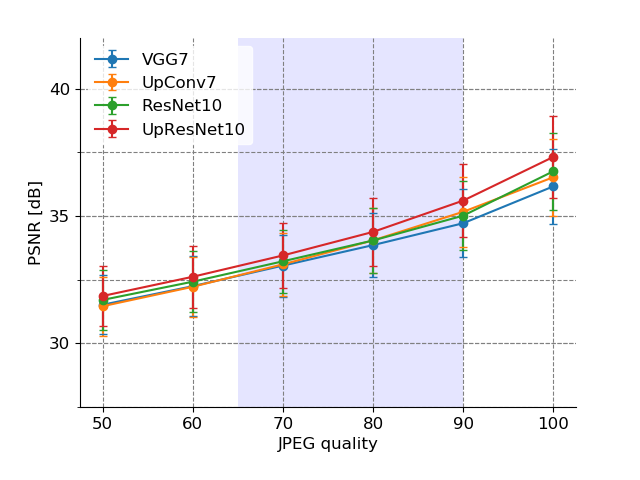 VGG7
UpConv7
ResNet10
UpResNet10
40
35
30
PSNR [dB]
50 60 70 80 90 100
JPEG quality